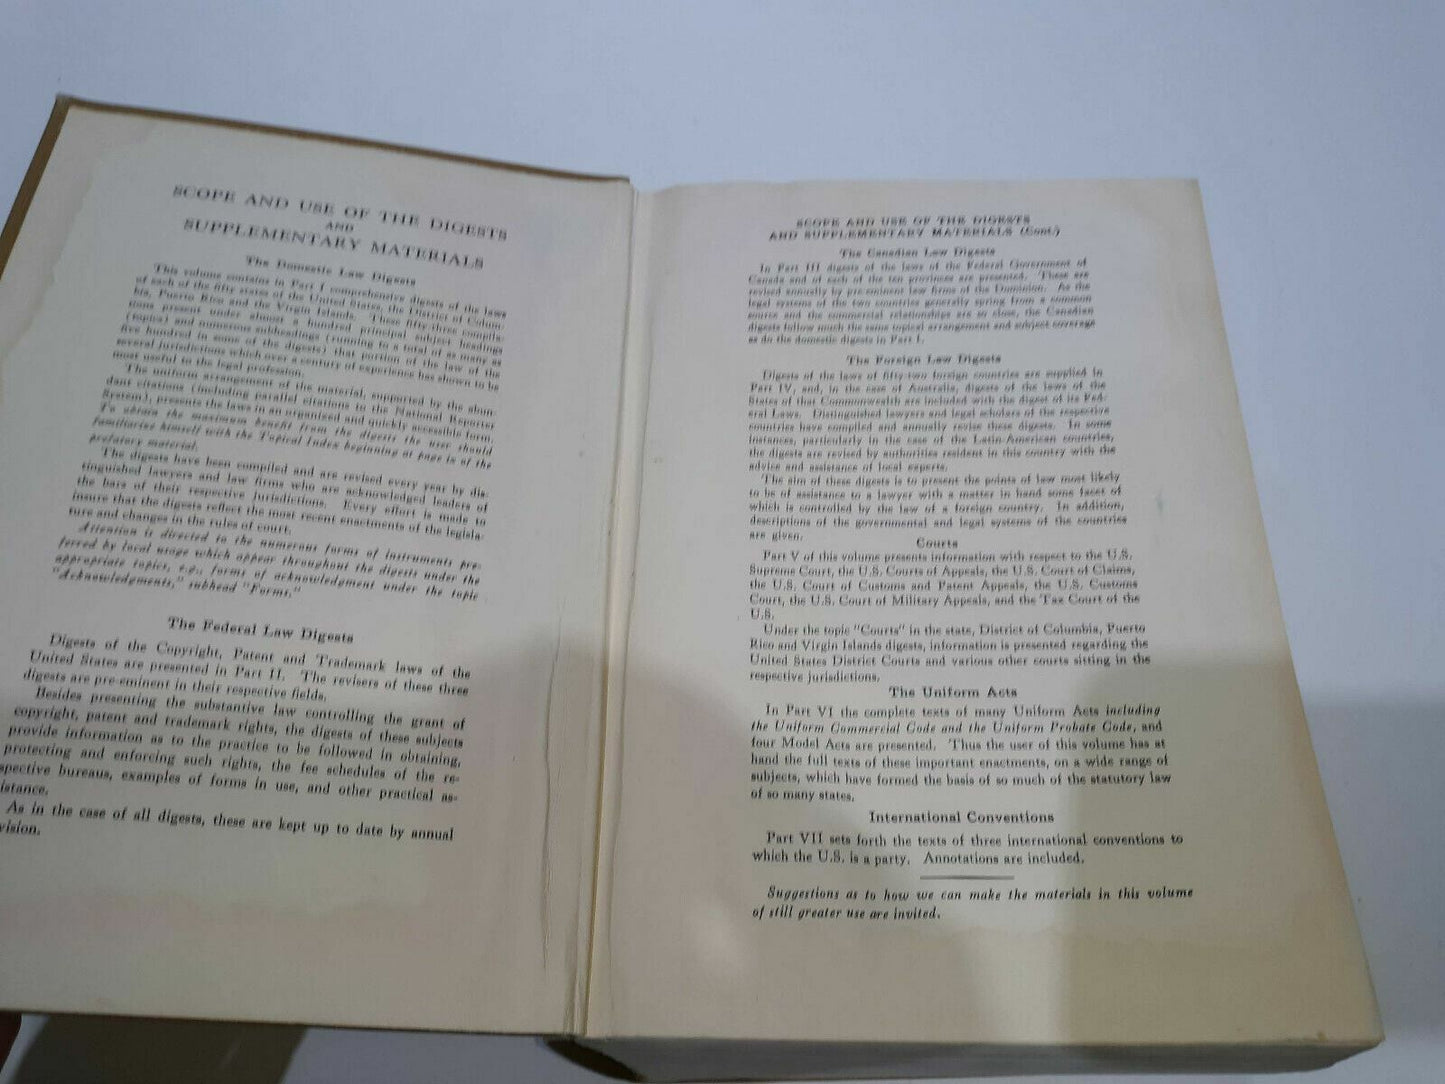 SCOPE AND USE OF THE DIGESTS
AND
SUPPLEMENTARY MATERIALS
The Domestic Law Digests
This volume contains in Part I comprehensive digests of the laws
of each of the fifty states of the United States, the District of Colum-
bia, Puerto Rico and the Virgin Islands. These fifty-three compila-
tions present under almost a hundred principal subject headings
(topics) and numerous subheadings (running to a total of as many as
five hundred in some of the digests) that portion of the law of the
several jurisdictions which over a century of experience has shown to be
most useful to the legal profession.
The uniform arrangement of the material, supported by the abun-
dant citations (including parallel citations to the National Reporter
System), presents the laws in an organized and quickly accessible form.
To obtain the maximum benefit from the digests the user should
familiarize himself with the Topical Index beginning at page ix of the
prefatory material.
The digests have been compiled and are revised every year by dis-
tinguished lawyers and law firms who are acknowledged leaders of
the bars of their respective jurisdictions. Every effort is made to
insure that the digests reflect the most recent enactments of the legisla-
ture and changes in the rules of court.
Attention is directed to the numerous forms of instruments pre-
ferred by local usage which appear throughout the digests under the
appropriate topics, e.g., forms of acknowledgment under the topic
"Acknowledgments," subhead "Forms."
The Federal Law Digests
Digests of the Copyright, Patent and Trademark laws of the
United States are presented in Part II. The revisers of these three
digests are pre-eminent in their respective fields.
Besides presenting the substantive law controlling the grant of
copyright, patent and trademark rights, the digests of these subjects
provide information as to the practice to be followed in obtaining,
protecting and enforcing such rights, the fee schedules of the re-
spective bureaus, examples of forms in use, and other practical as-
istance.
As in the case of all digests, these are kept up to date by annual
vision.
SCOPE AND USE OF THE DIGESTS
AND SUPPLEMENTARY MATERIALS (Cont.)
The Canadian Law Digests
In Part III digests of the laws of the Federal Government of
Canada and of each of the ten provinces are presented. These are
revised annually by pre-eminent law firms of the Dominion. As the
legal systems of the two countries generally spring from a common
source and the commercial relationships are so close, the Canadian
digests follow much the same topical arrangement and subject coverage
as do the domestic digests in Part I.
The Foreign Law Digests
Digests of the laws of fifty-two foreign countries are supplied in
Part IV, and, in the case of Australia, digests of the laws of the
States of that Commonwealth are included with the digest of its Fed-
eral Laws. Distinguished lawyers and legal scholars of the respective
countries have compiled and annually revise these digests. In some
instances, particularly in the case of the Latin-American countries,
the digests are revised by authorities resident in this country with the
advice and assistance of local experts.
The aim of these digests is to present the points of law most likely
to be of assistance to a lawyer with a matter in hand some facet of
which is controlled by the law of a foreign country. In addition,
descriptions of the governmental and legal systems of the countries
are given.
Courts
Part V of this volume presents information with respect to the U.S.
Supreme Court, the U.S. Courts of Appeals, the U.S. Court of Claims,
the U.S. Court of Customs and Patent Appeals, the U.S. Customs
Court, the U.S. Court of Military Appeals, and the Tax Court of the
U.S.
Under the topic "Courts" in the state, District of Columbia, Puerto
Rico and Virgin Islands digests, information is presented regarding the
United States District Courts and various other courts sitting in the
respective jurisdictions.
The Uniform Acts
In Part VI the complete texts of many Uniform Acts including
the Uniform Commercial Code and the Uniform Probate Code, and
four Model Acts are presented. Thus the user of this volume has at
hand the full texts of these important enactments, on a wide range of
subjects, which have formed the basis of so much of the statutory law
of so many states.
International Conventions
Part VII sets forth the texts of three international conventions to
which the U.S. is a party. Annotations are included.
Suggestions as to how we can make the materials in this volume
of still greater use are invited.